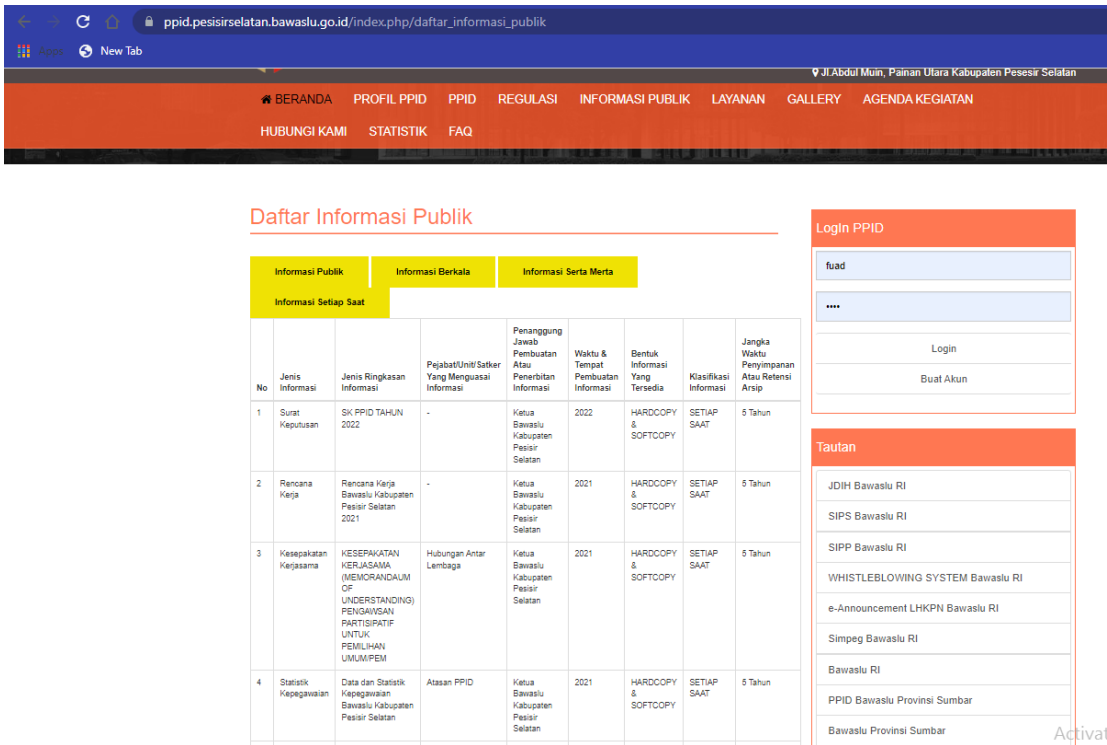 ppid.pesisirselatan.bawaslu.go.id/index.php/daftar_informasi_publik
Apps
New Tab
Jl.Abdul Muin, Painan Utara Kabupaten Pesesir Selatan
BERANDA PROFIL PPID PPID REGULASI INFORMASI PUBLIK LAYANAN GALLERY AGENDA KEGIATAN
HUBUNGI KAMI STATISTIK FAQ
Daftar Informasi Publik
Informasi Publik Informasi Berkala Informasi Serta Merta
Informasi Setiap Saat
No
Jenis
Informasi
Jenis Ringkasan
Informasi
Pejabat/Unit/Satker
Yang Menguasai
Informasi
Penanggung
Jawab
Pembuatan
Atau
Penerbitan
Informasi
Waktu &
Tempat
Pembuatan
Informasi
Bentuk
Informasi
Yang
Tersedia
Klasifikasi
Informasi
Jangka
Waktu
Penyimpanan
Atau Retensi
Arsip
1
Surat
Keputusan
SK PPID TAHUN
2022
-
Ketua
Bawaslu
Kabupaten
Pesisir
Selatan
2022
HARDCOPY
&
SOFTCOPY
SETIAP
SAAT
5 Tahun
2
Rencana
Kerja
Rencana Kerja
Bawaslu Kabupaten
Pesisir Selatan
2021
-
Ketua
Bawaslu
Kabupaten
Pesisir
Selatan
2021
HARDCOPY
&
SOFTCOPY
SETIAP
SAAT
5 Tahun
3
Kesepakatan
Kerjasama
KESEPAKATAN
KERJASAMA
(MEMORANDAUM
OF
UNDERSTANDING)
PENGAWSAN
PARTISIPATIF
UNTUK
PEMILIHAN
UMUM/PEM
Hubungan Antar
Lembaga
Ketua
Bawaslu
Kabupaten
Pesisir
Selatan
2021
HARDCOPY
&
SOFTCOPY
SETIAP
SAAT
5 Tahun
4
Statistik
Kepegawaian
Data dan Statistik
Kepegawaian
Bawaslu Kabupaten
Pesisir Selatan
Atasan PPID
Ketua
Bawaslu
Kabupaten
Pesisir
Selatan
2021
HARDCOPY
&
SOFTCOPY
SETIAP
SAAT
5 Tahun
Login PPID
fuad
••••
Login
Buat Akun
Tautan
JDIH Bawaslu RI
SIPS Bawaslu RI
SIPP Bawaslu RI
WHISTLEBLOWING SYSTEM Bawaslu RI
e-Announcement LHKPN Bawaslu RI
Simpeg Bawaslu RI
Bawaslu RI
PPID Bawaslu Provinsi Sumbar
Bawaslu Provinsi Sumbar
Activat